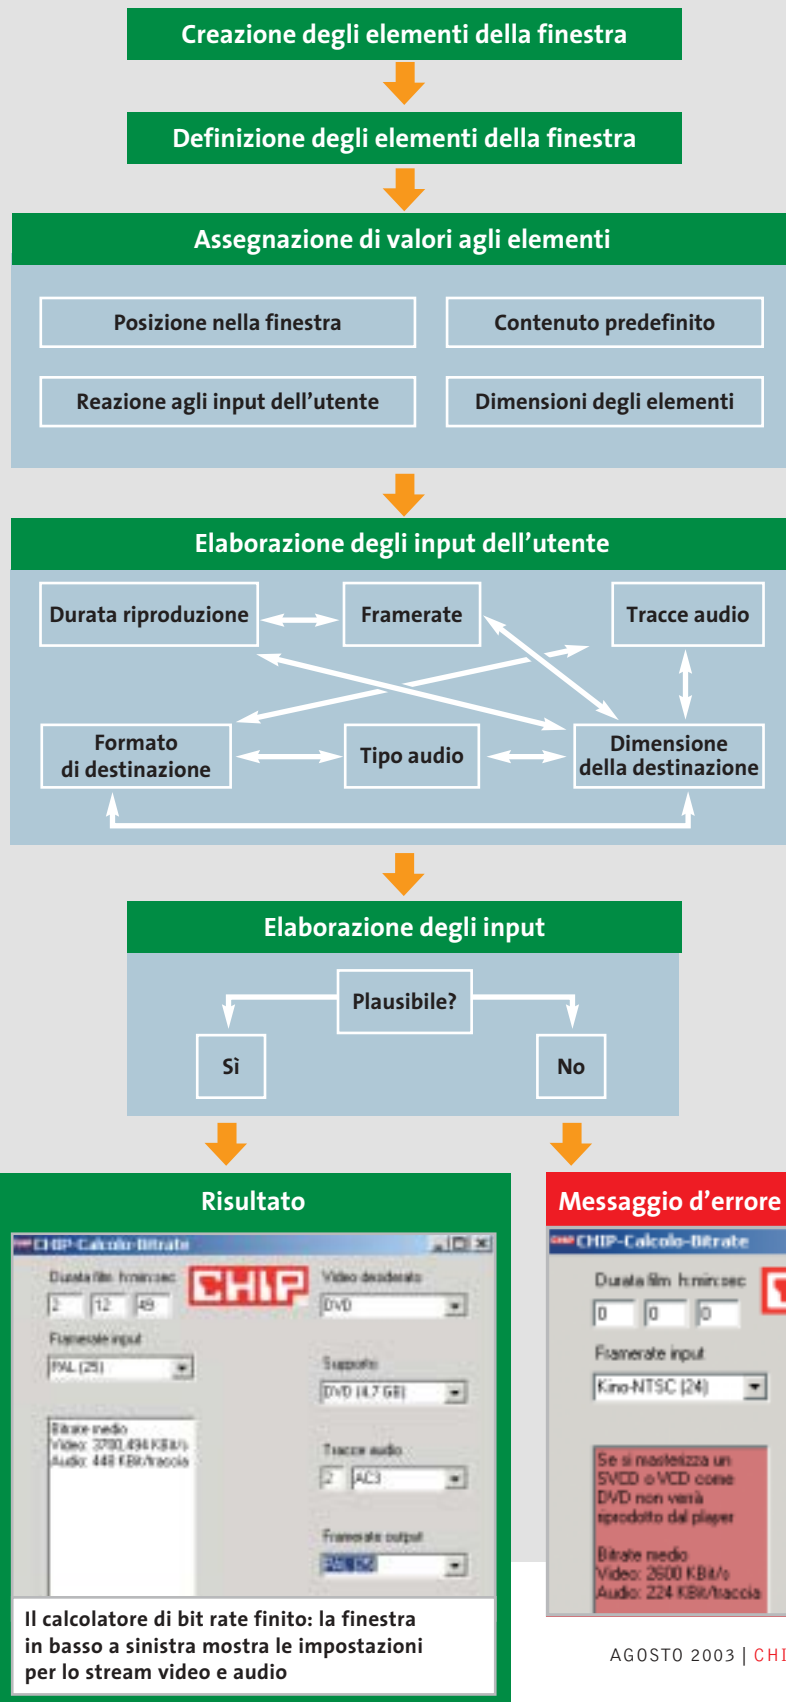 Creazione degli elementi della finestra
Definizione degli elementi della finestra
Assegnazione di valori agli elementi
Posizione nella finestra
Contenuto predefinito
Reazione agli input dell'utente
Dimensioni degli elementi
Elaborazione degli input dell'utente
Durata riproduzione
Framerate
Tracce audio
Formato
di destinazione
Tipo audio
Dimensione
della destinazione
Elaborazione degli input
Plausibile?
Sì
No
Risultato
CHIP-Calcolo-Bitrate
Durata film h:min:sec
2 12 49
CHIP
Video desiderato
DVD
Framerate input
PAL (25)
Supporto
DVD (4,7 GB)
Bitrate medio
Video: 3700,494 KBit/s
Audio: 448 KBit/traccia
Tracce audio
2 AC3
Framerate output
PAL (25)
Il calcolatore di bit rate finito: la finestra
in basso a sinistra mostra le impostazioni
per lo stream video e audio
Messaggio d'errore
CHIP-Calcolo-Bitrate
Durata film h:min:sec
0 0 0
Framerate input
Kino-NTSC (24)
Se si masterizza un
SVCD o VCD come
DVD non verrà
riprodotto dal player
Bitrate medio
Video: 2600 KBit/s
Audio: 224 KBit/traccia
AGOSTO 2003 | CHI